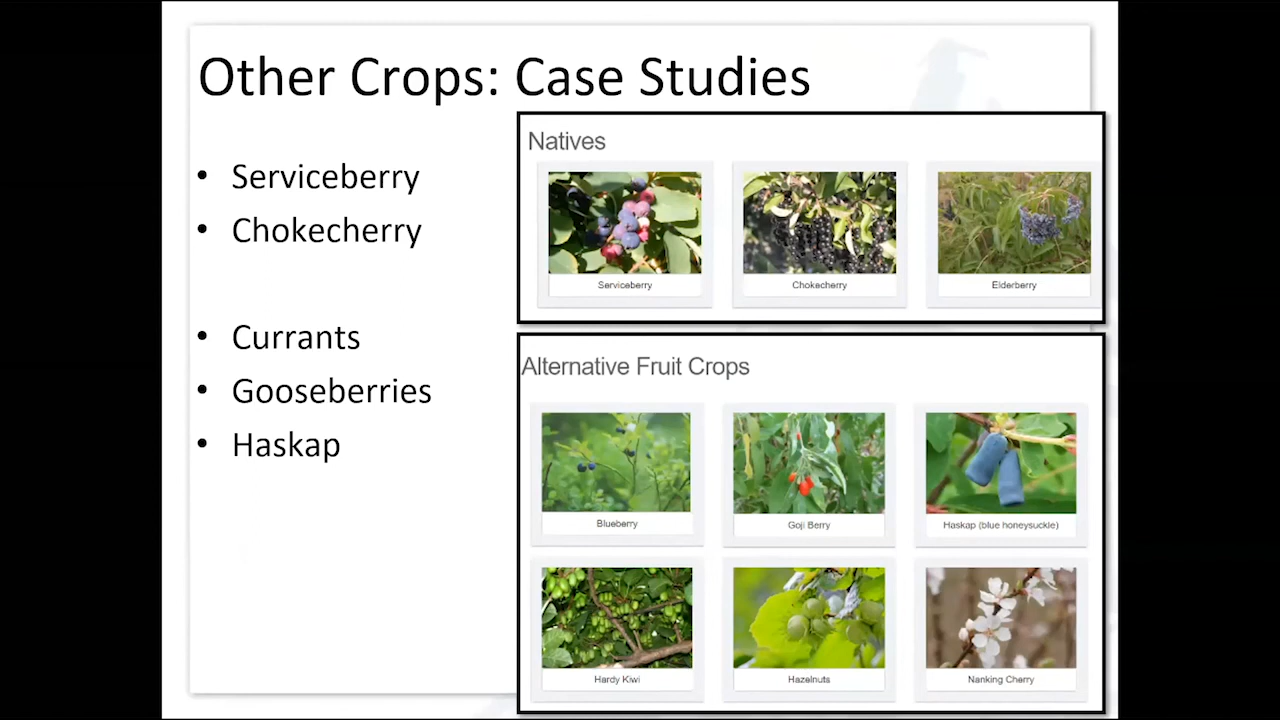 Other Crops: Case Studies
• Serviceberry
• Chokecherry
• Currants
• Gooseberries
• Haskap
Natives
Serviceberry
Chokecherry
Elderberry
Alternative Fruit Crops
Blueberry
Goji Berry
Haskap (blue honeysuckle)
Hardy Kiwi
Hazelnuts
Nanking Cherry